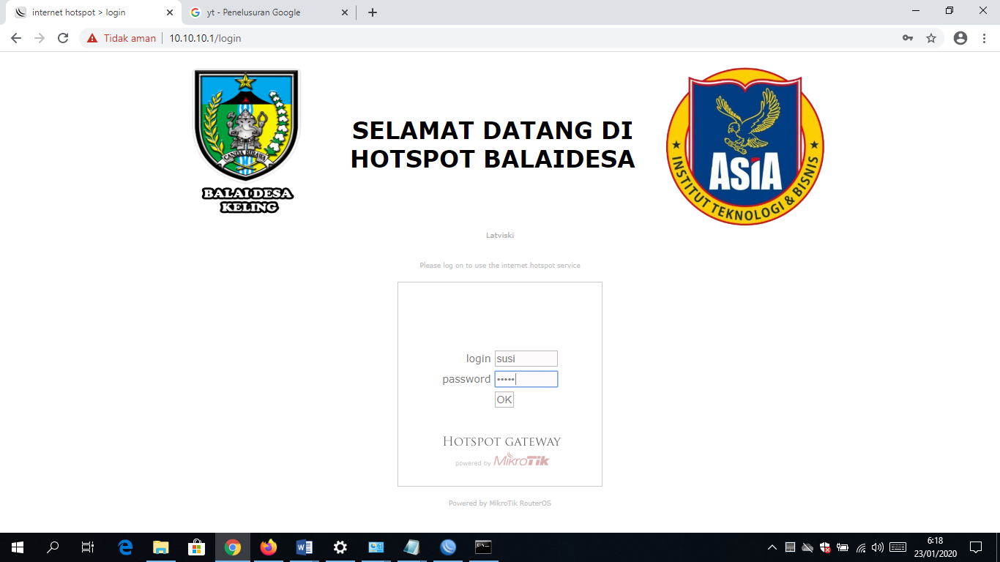 internet hotspot > login
yt - Penelusuran Google
Tidak aman
10.10.10.1/login
CANDA BHIRAWA
BALAI DESA
KELING
SELAMAT DATANG DI
HOTSPOT BALAIDESA
ASiA
INSTITUT TEKNOLOGI & BISNIS
Latviski
Please log on to use the internet hotspot service
login susi
password •••••
OK
HOTSPOT GATEWAY
powered by MikroTik
Powered by MikroTik RouterOS
6:18
23/01/2020